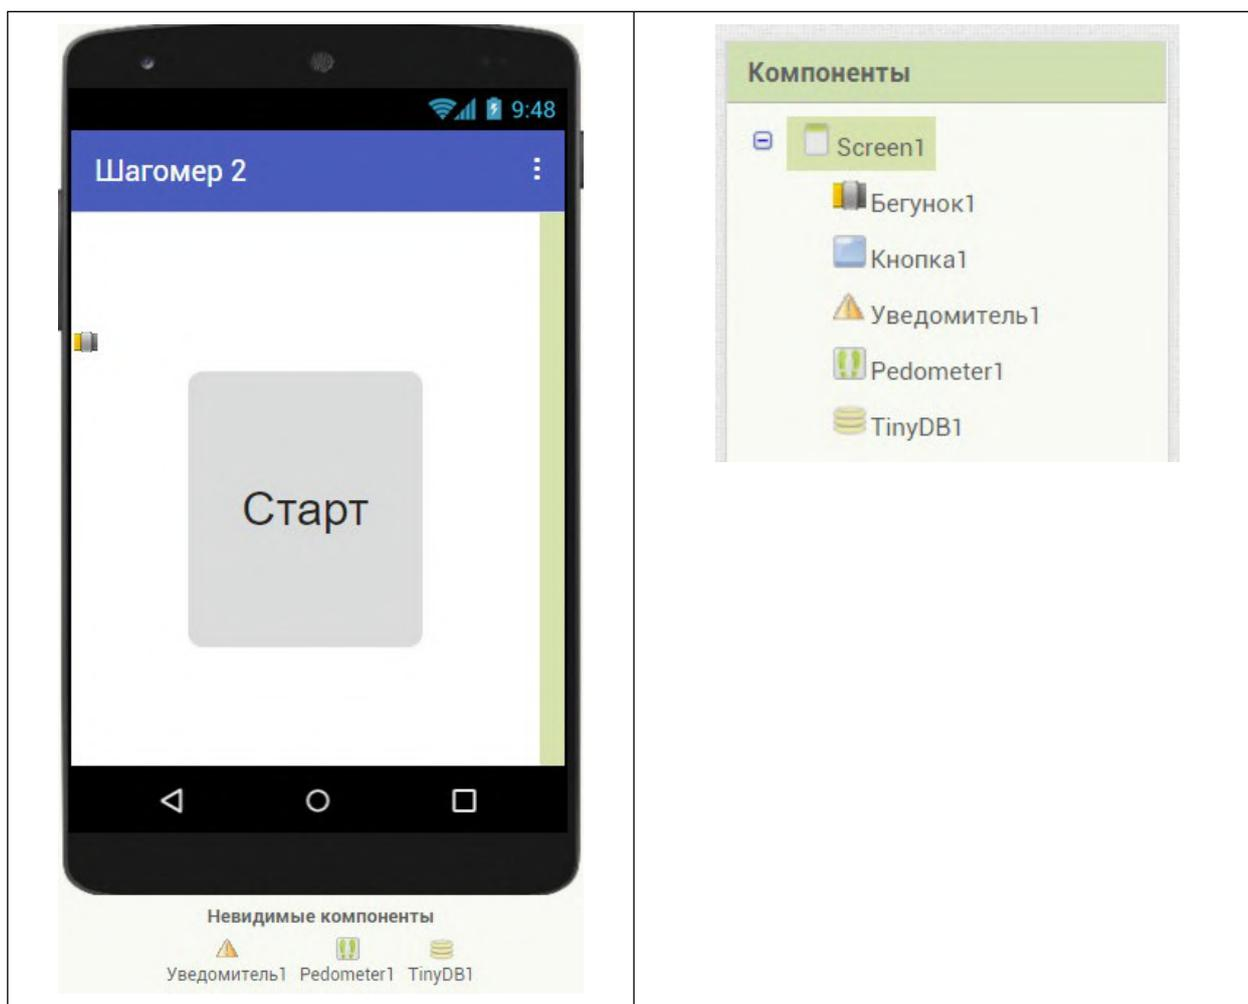 9:48
Шагомер 2
Старт
Невидимые компоненты
Уведомитель1 Pedometer1 TinyDB1
Компоненты
Screen1
Бегунок1
Кнопка1
Уведомитель1
Pedometer1
TinyDB1